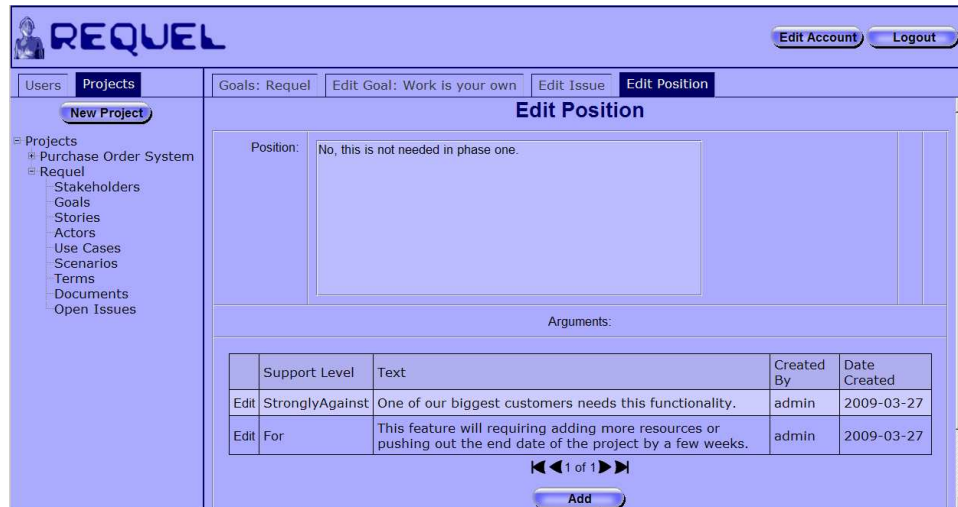 REQUEL
Edit Account
Logout
Users
Projects
New Project
Projects
Purchase Order System
Requel
Stakeholders
Goals
Stories
Actors
Use Cases
Scenarios
Terms
Documents
Open Issues
Goals: Requel
Edit Goal: Work is your own
Edit Issue
Edit Position
Edit Position
Position:
No, this is not needed in phase one.
Arguments:
Support Level Text Created By Date Created
Edit StronglyAgainst One of our biggest customers needs this functionality. admin 2009-03-27
Edit For This feature will requiring adding more resources or
pushing out the end date of the project by a few weeks. admin 2009-03-27
1 of 1
Add